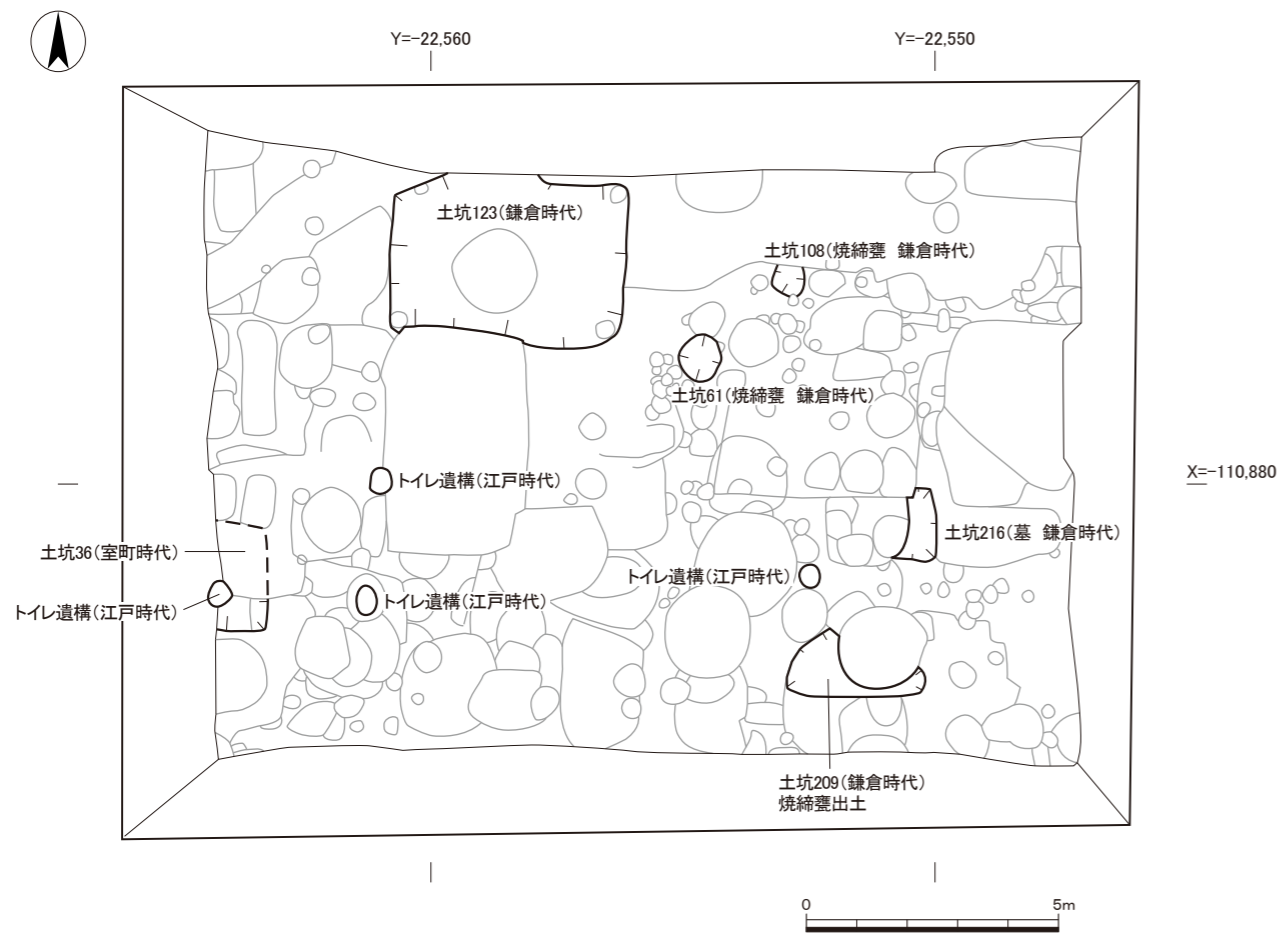 Y=-22,560
Y=-22,550
土坑123(鎌倉時代)
土坑108(焼締甕　鎌倉時代)
土坑61(焼締甕　鎌倉時代)
X=-110,880
トイレ遺構(江戸時代)
土坑216(墓　鎌倉時代)
土坑36(室町時代)
トイレ遺構(江戸時代)
トイレ遺構(江戸時代)
トイレ遺構(江戸時代)
土坑209(鎌倉時代)
焼締甕出土
0
5m